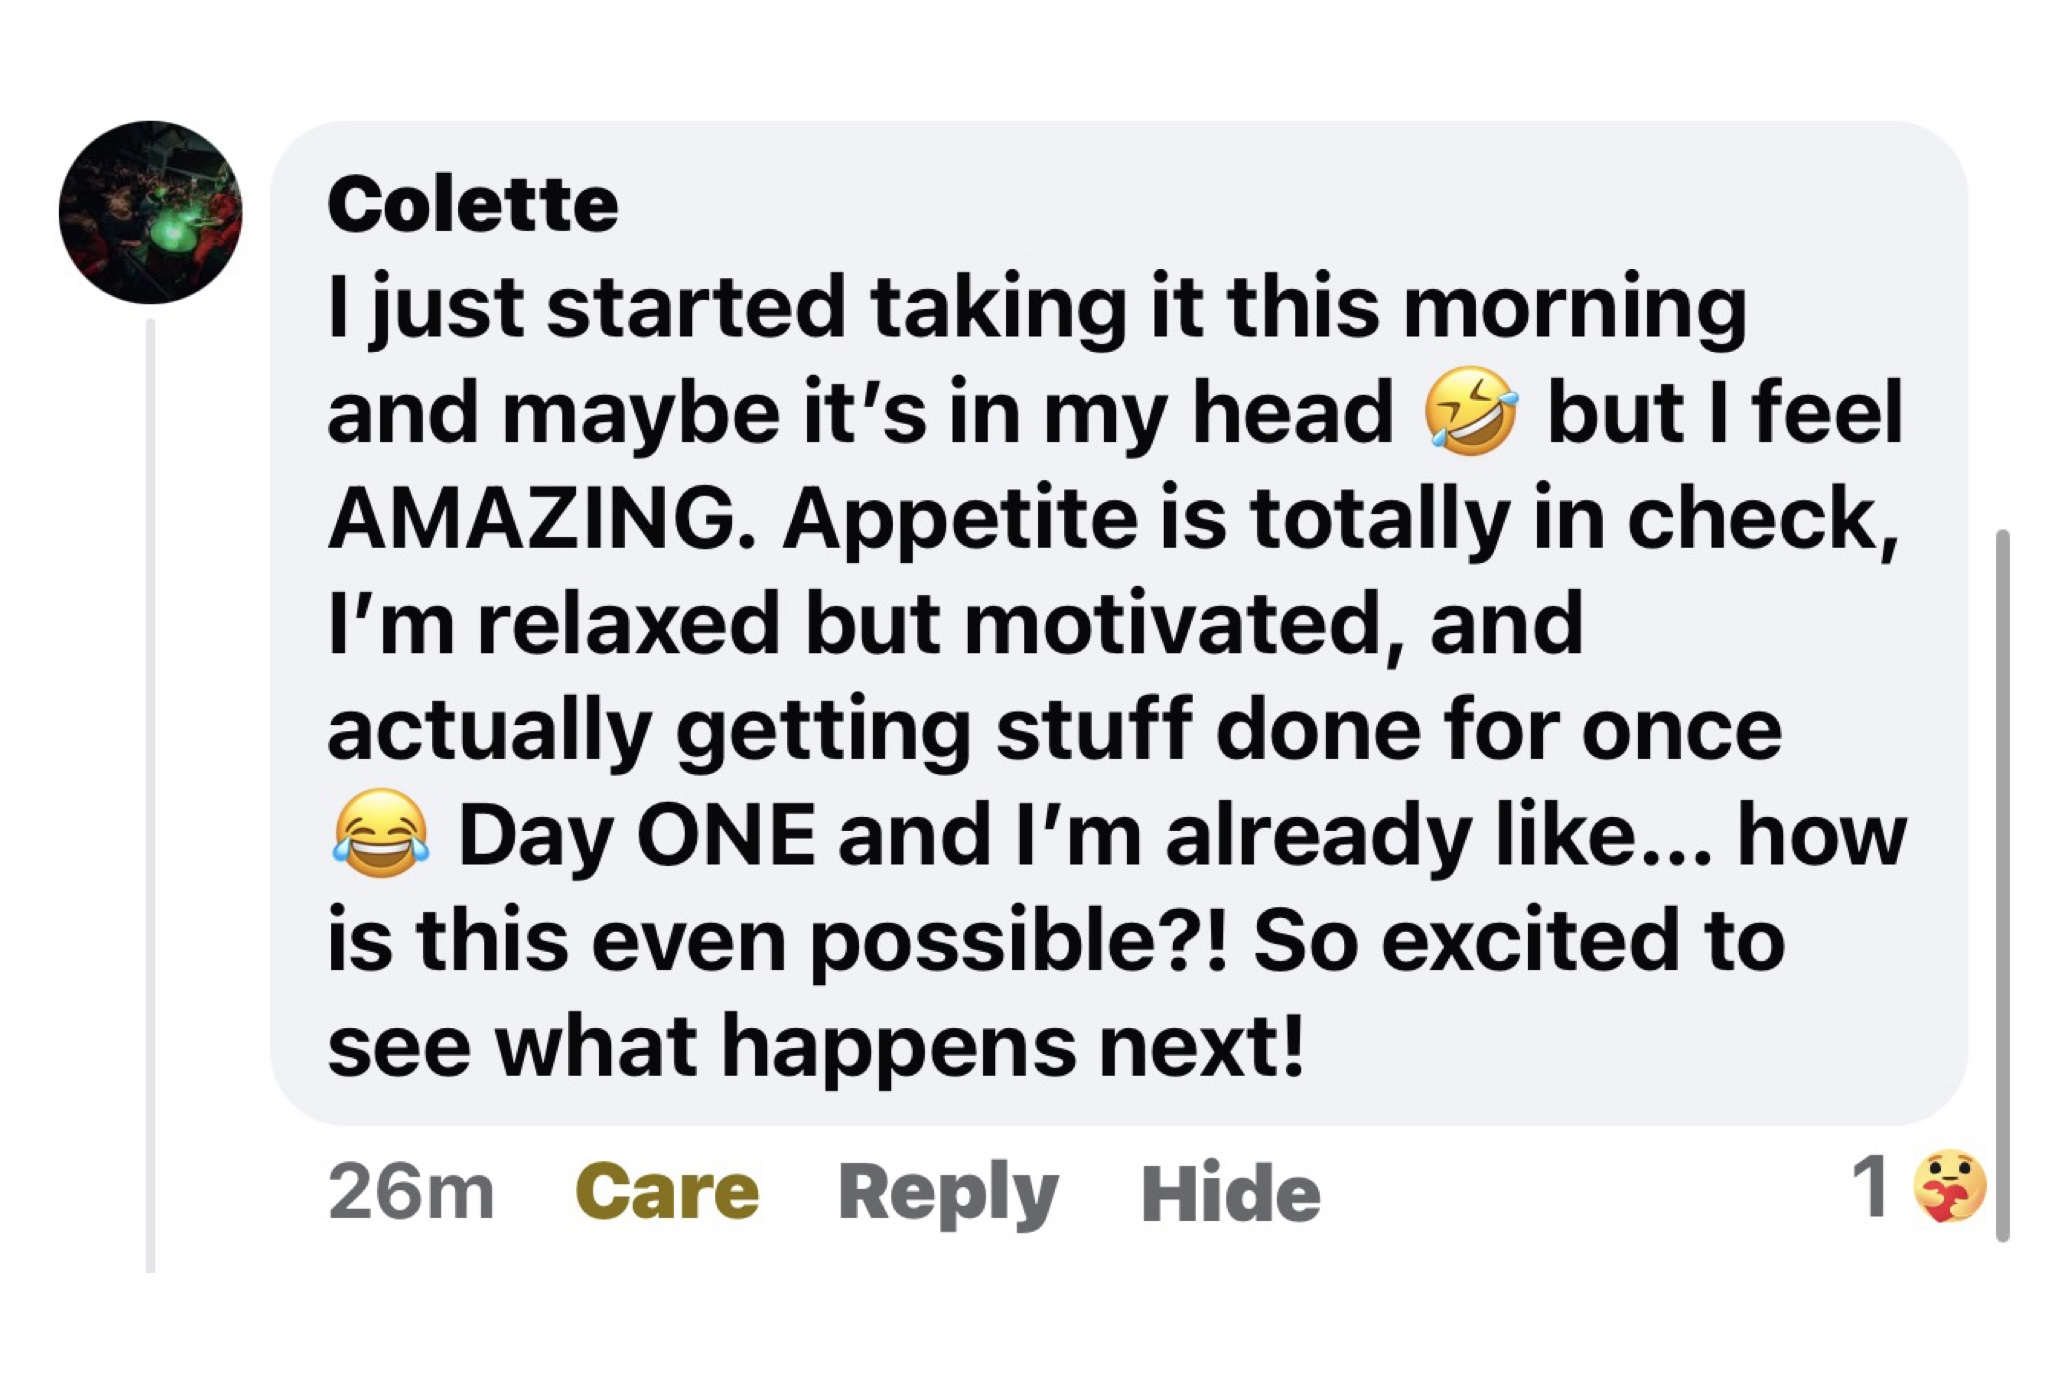 Colette
I just started taking it this morning
and maybe it’s in my head 🤣 but I feel
AMAZING. Appetite is totally in check,
I’m relaxed but motivated, and
actually getting stuff done for once
😂 Day ONE and I’m already like... how
is this even possible?! So excited to
see what happens next!
26m Care Reply Hide 1